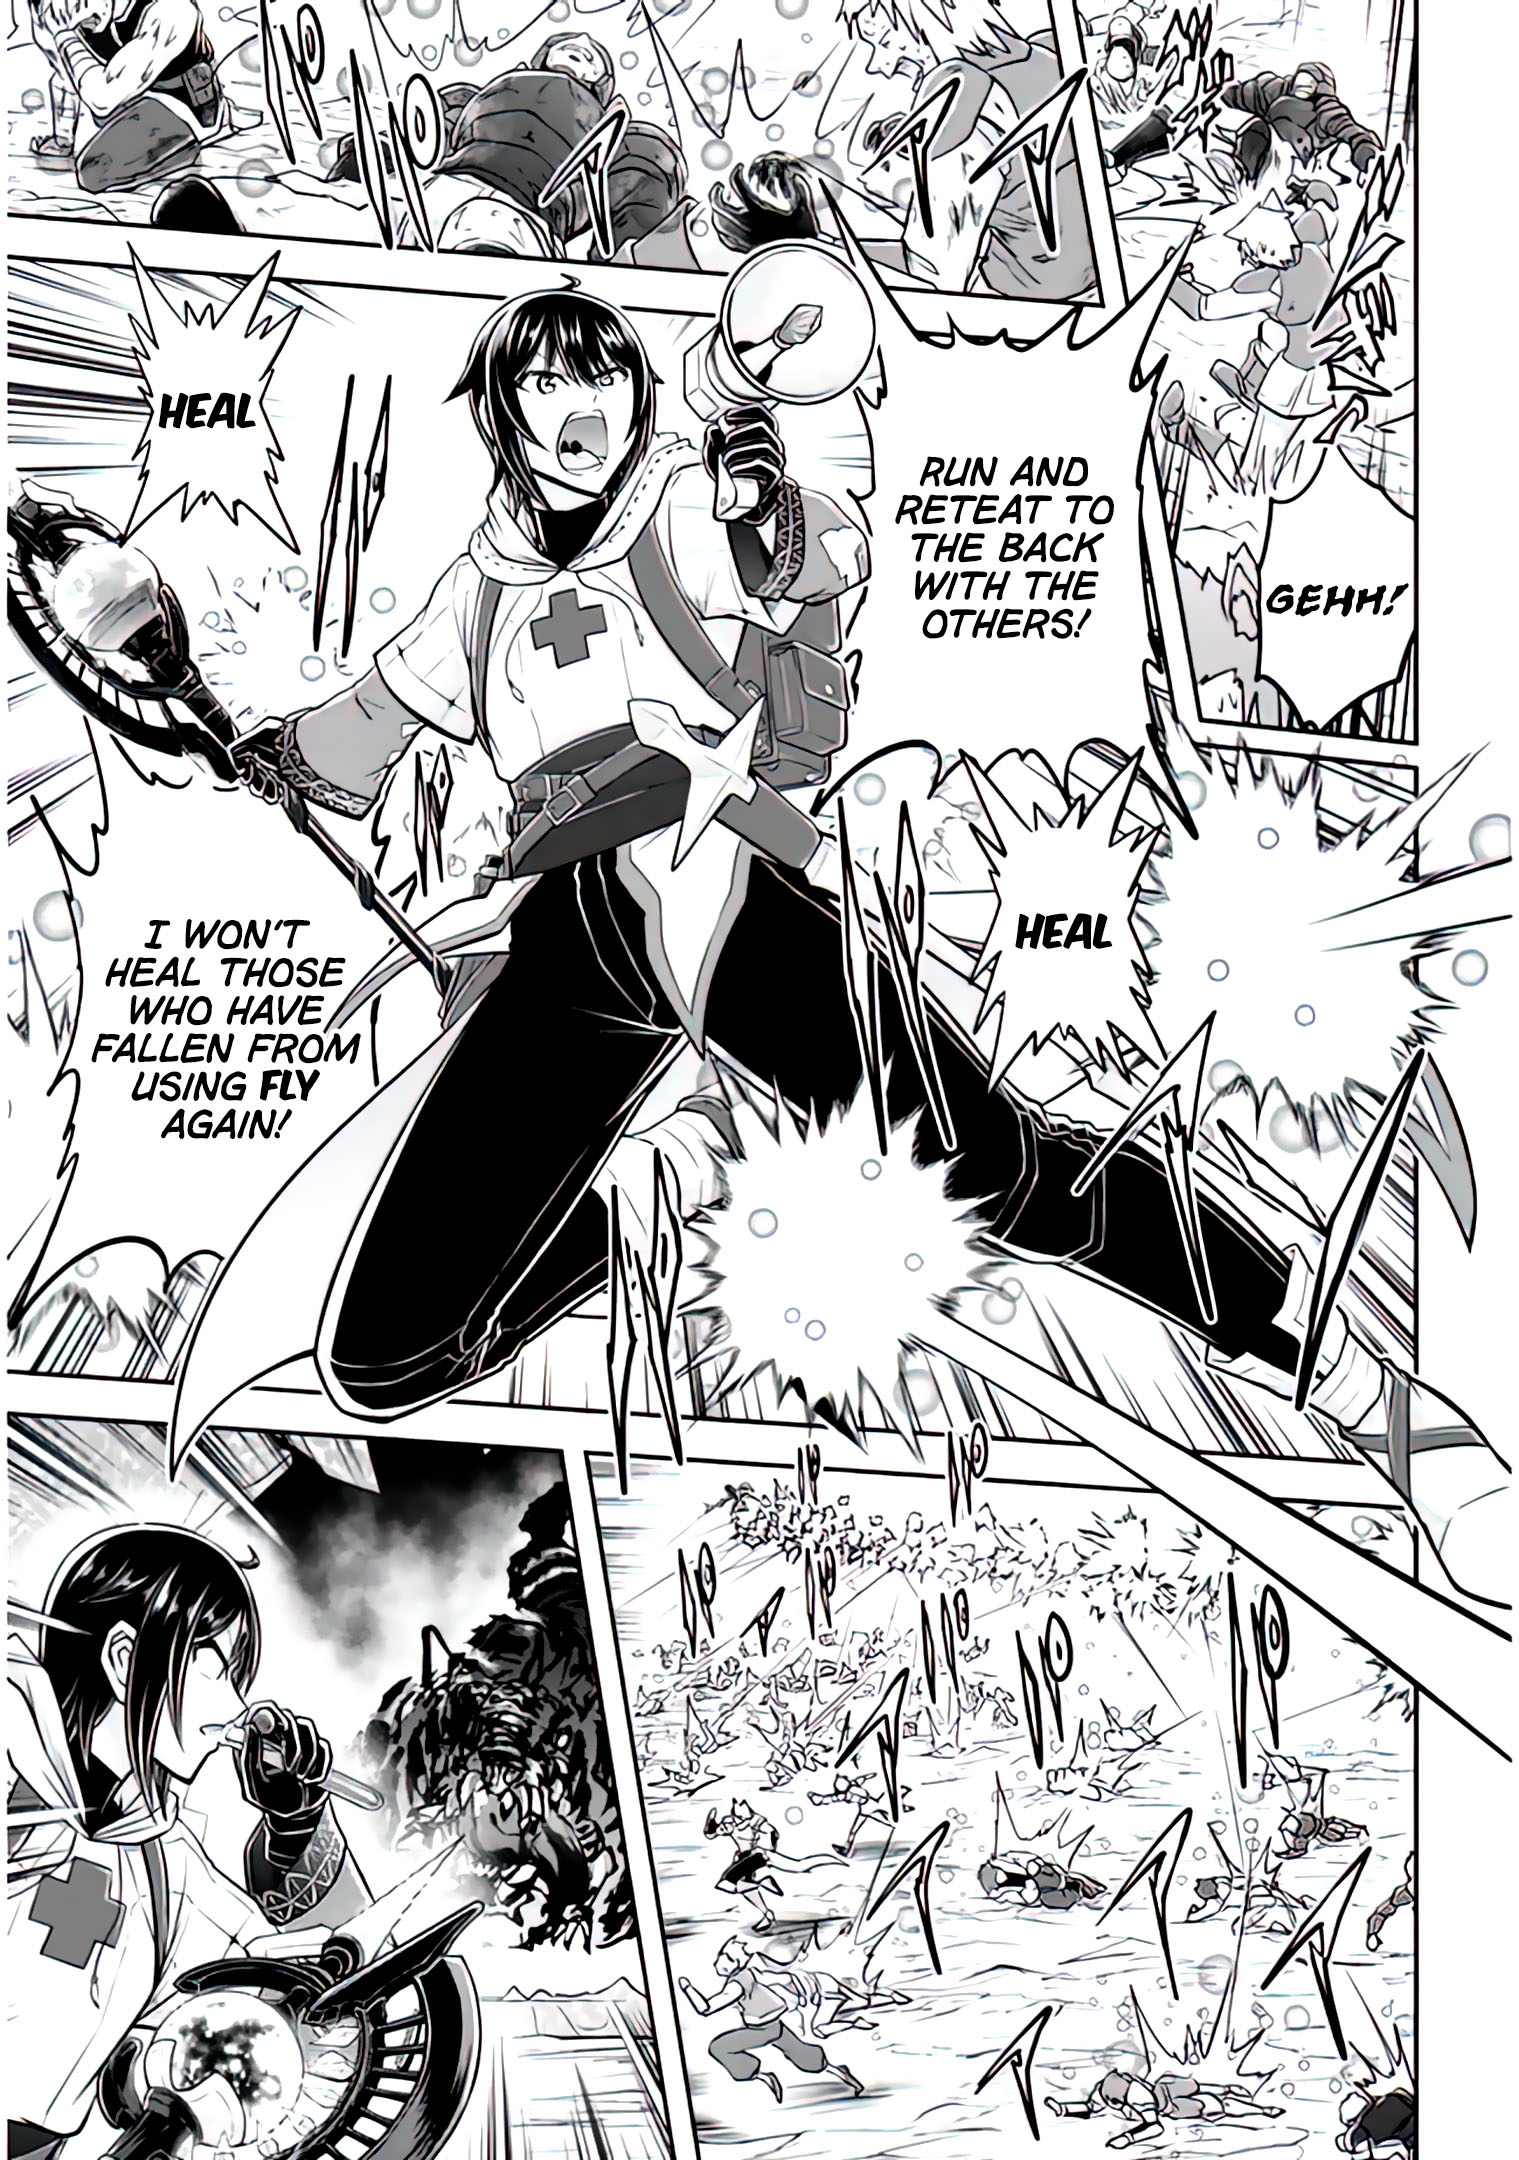 GEHH!
RUN AND
RETEAT TO
THE BACK
WITH THE
OTHERS!
HEAL
HEAL
I WON'T
HEAL THOSE
WHO HAVE
FALLEN FROM
USING FLY
AGAIN!